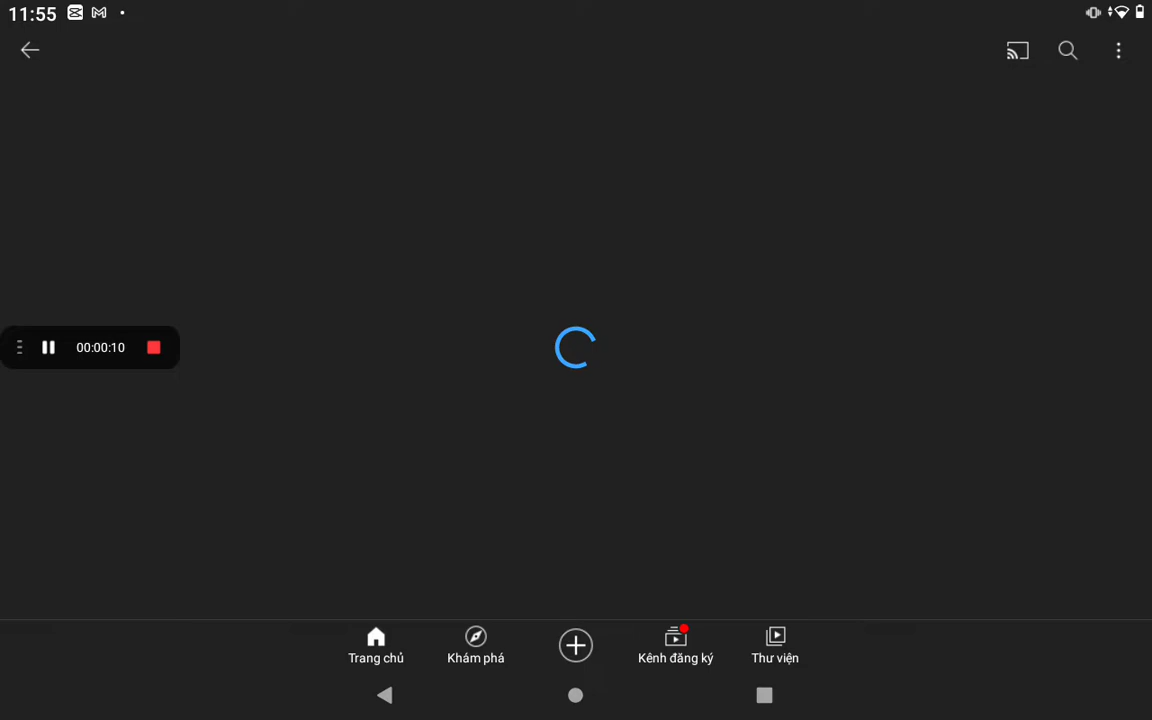 11:55
00:00:10
Trang chủ
Khám phá
Kênh đăng ký
Thư viện